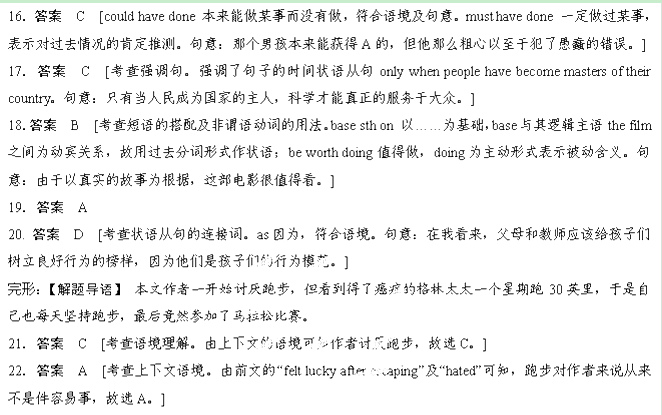 16. 答案 C [could have done 本来能做某事而没有做，符合语境及句意。must have done 一定做过某事，
表示对过去情况的肯定推测。句意：那个男孩本来能获得 A 的，但他那么粗心以至于犯了愚蠢的错误。]
17. 答案 C [考查强调句。强调了句子的时间状语从句 only when people have become masters of their
country。句意：只有当人民成为国家的主人，科学才能真正的服务于大众。]
18.答案 B [考查短语的搭配及非谓语动词的用法。base sth on 以……为基础，base与其逻辑主语 the film
之间为动宾关系，故用过去分词形式作状语；be worth doing 值得做，doing 为主动形式表示被动含义。句
意：由于以真实的故事为根据，这部电影很值得看。]
19. 答案 A
20. 答案 D [考查状语从句的连接词。as 因为，符合语境。句意：在我看来，父母和教师应该给孩子们
树立良好行为的榜样，因为他们是孩子们的行为模范。]
完形：【解题导语】 本文作者一开始讨厌跑步，但看到得了癌症的格林太太一个星期跑 30 英里，于是自
己也每天坚持跑步，最后竟然参加了马拉松比赛。
21. 答案 C [考查语境理解。由上下文的语境可知作者讨厌跑步，故选 C。]
22. 答案 A [考查上下文语境。由前文的“felt lucky after 及“hated”可知，跑步对作者来说从来
不是件容易事，故选 A。]